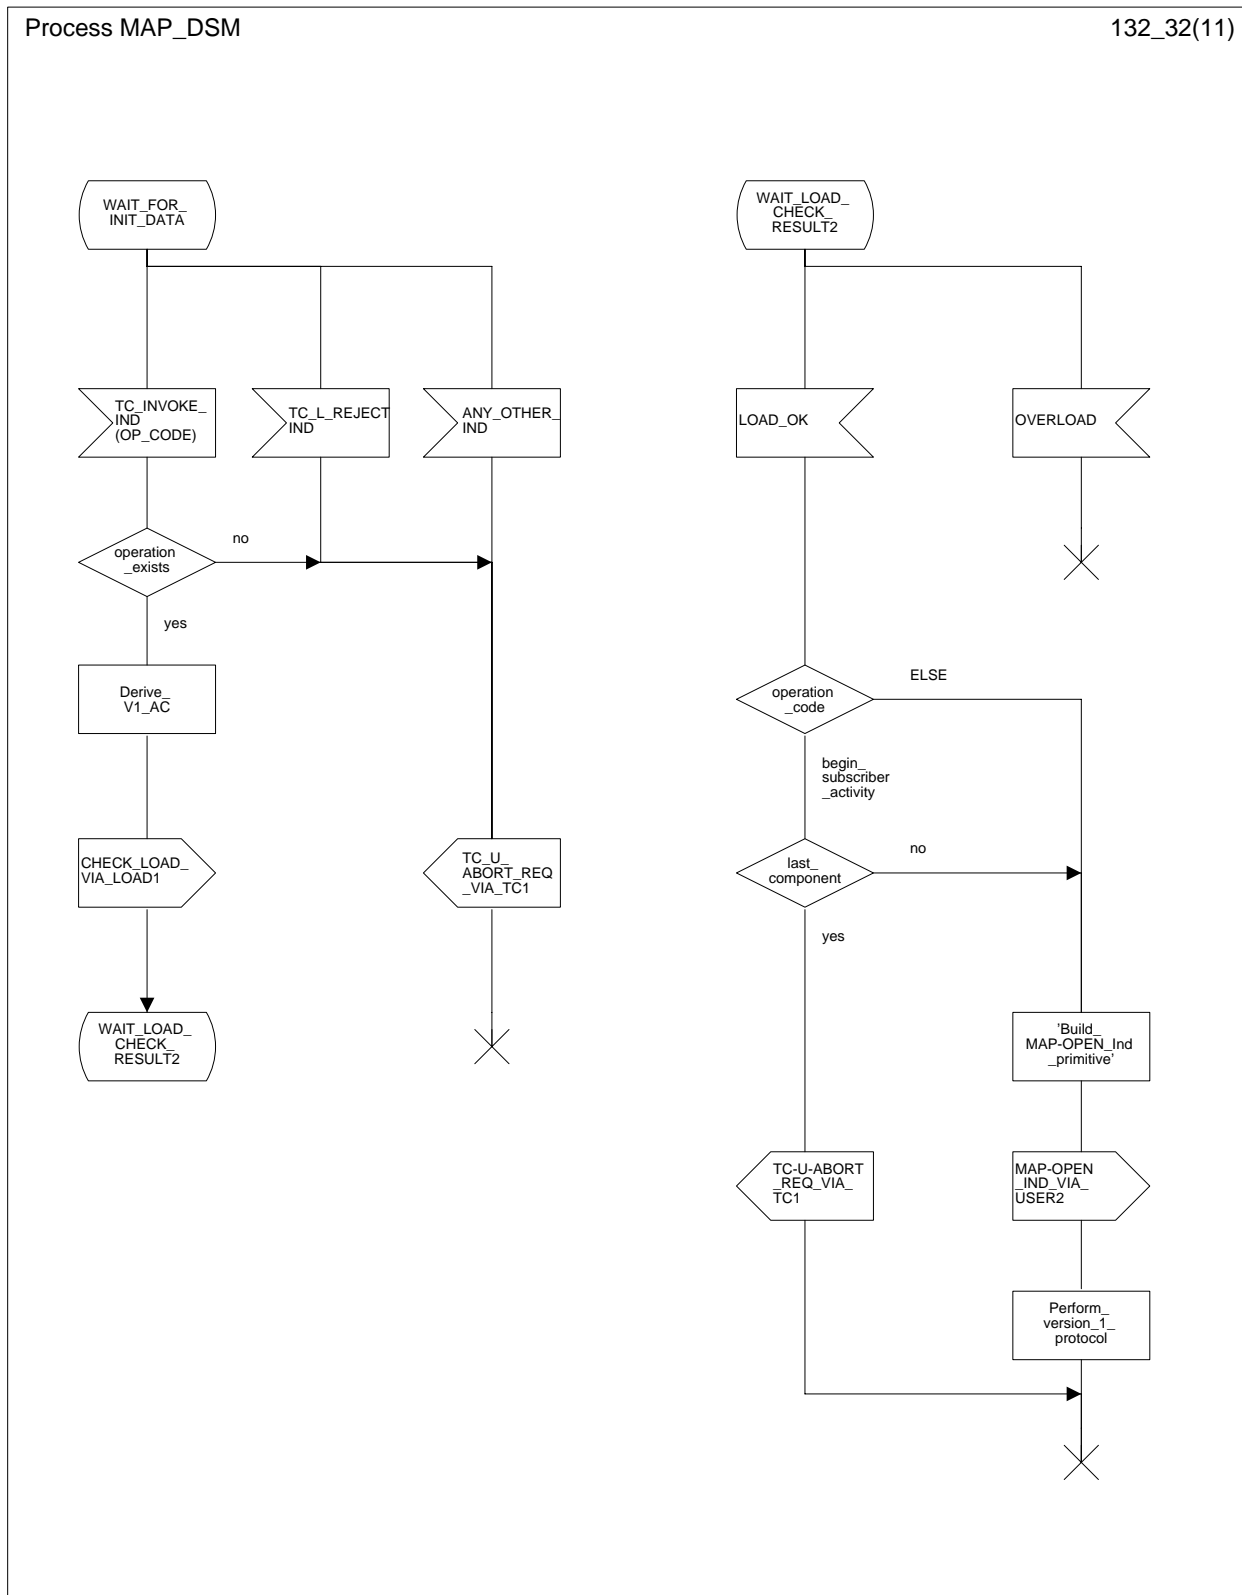 Process MAP_DSM
132_32(11)
WAIT_FOR_
INIT_DATA
TC_INVOKE_
IND
(OP_CODE)
TC_L_REJECT
IND
ANY_OTHER_
IND
operation
_exists
no
yes
Derive_
V1_AC
CHECK_LOAD_
VIA_LOAD1
TC_U_
ABORT_REQ
_VIA_TC1
WAIT_LOAD_
CHECK_
RESULT2
WAIT_LOAD_
CHECK_
RESULT2
LOAD_OK
OVERLOAD
operation
_code
ELSE
begin_
subscriber
_activity
last_
component
no
yes
'Build_
MAP-OPEN_Ind
_primitive'
TC-U-ABORT
_REQ_VIA_
TC1
MAP-OPEN
_IND_VIA_
USER2
Perform_
version_1_
protocol